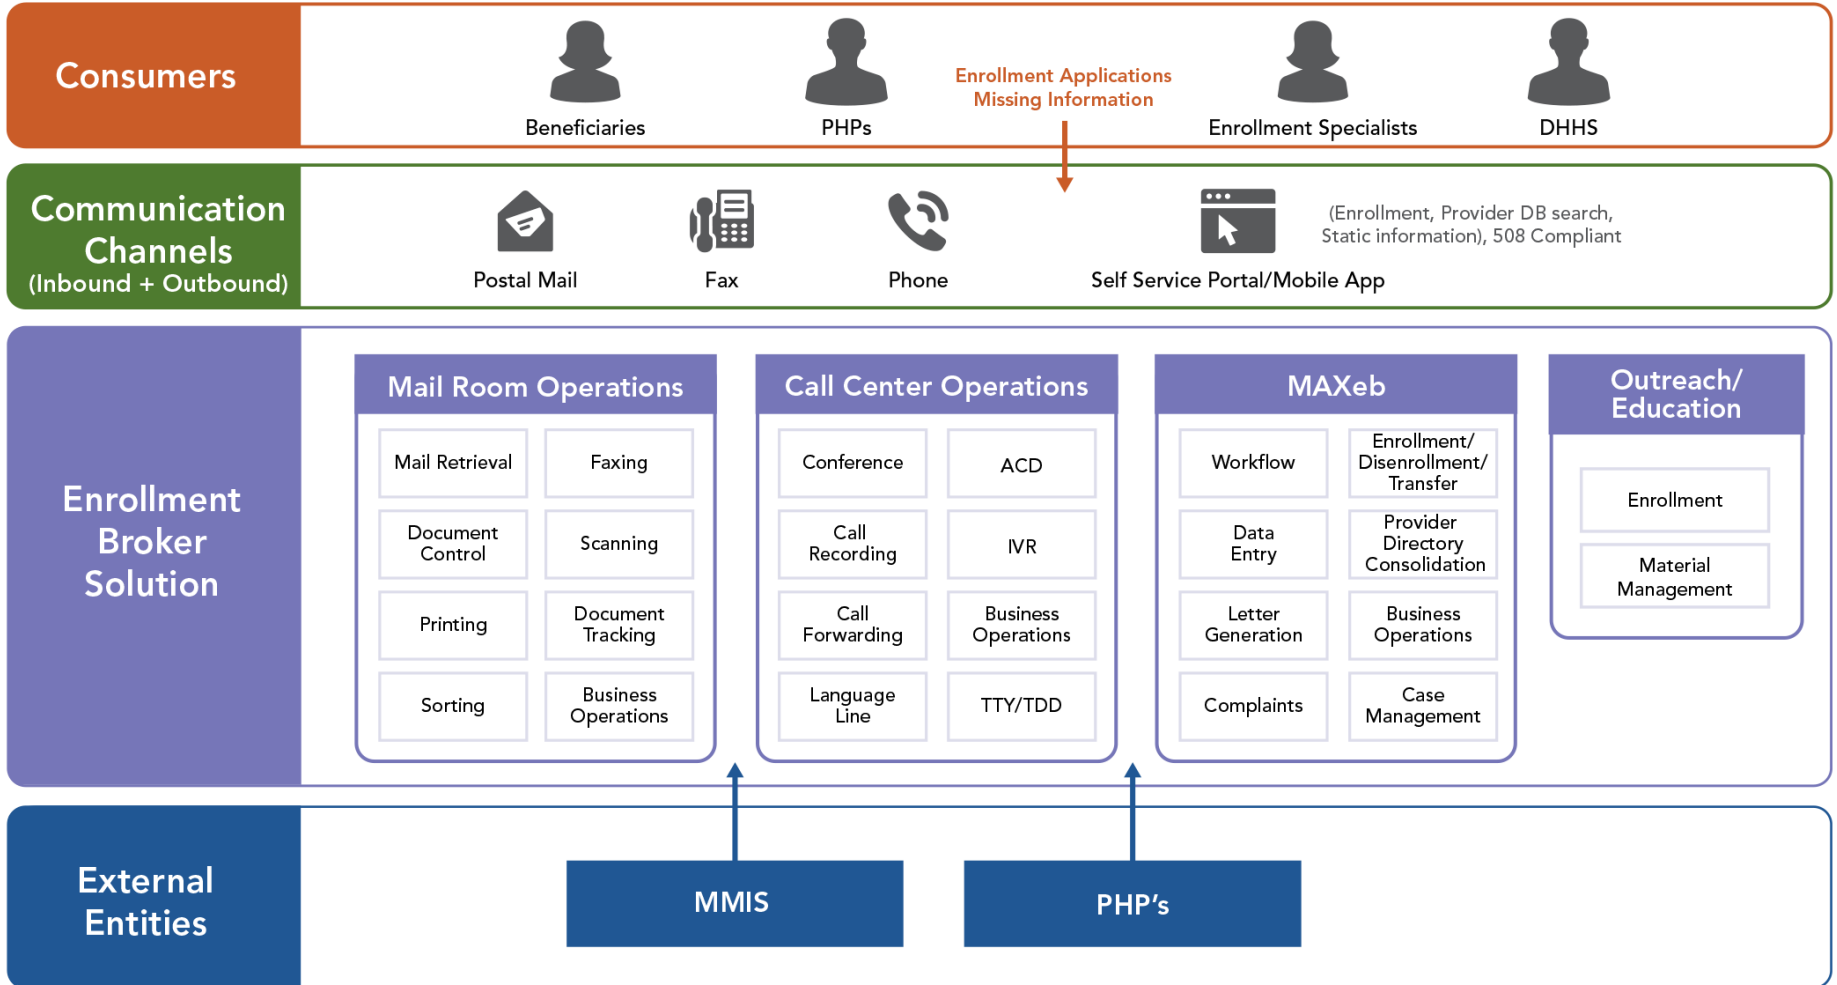 Consumers
Beneficiaries
PHPs
Enrollment Applications
Missing Information
Enrollment Specialists
DHHS
Communication
Channels
(Inbound + Outbound)
Postal Mail
Fax
Phone
Self Service Portal/Mobile App
(Enrollment, Provider DB search,
Static information), 508 Compliant
Enrollment
Broker
Solution
Mail Room Operations
Mail Retrieval
Faxing
Document
Control
Scanning
Printing
Document
Tracking
Sorting
Business
Operations
Call Center Operations
Conference
ACD
Call
Recording
IVR
Call
Forwarding
Business
Operations
Language
Line
TTY/TDD
MAXeb
Workflow
Enrollment/
Disenrollment/
Transfer
Data
Entry
Provider
Directory
Consolidation
Letter
Generation
Business
Operations
Complaints
Case
Management
Outreach/
Education
Enrollment
Material
Management
External
Entities
MMIS
PHP's